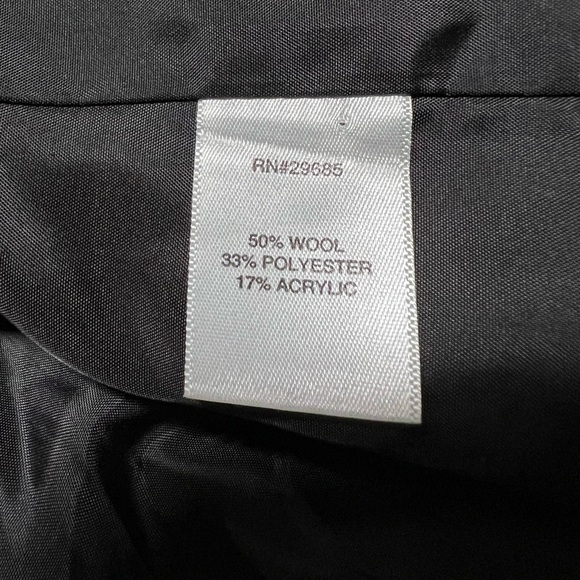 RN#29685
50% WOOL
33% POLYESTER
17% ACRYLIC